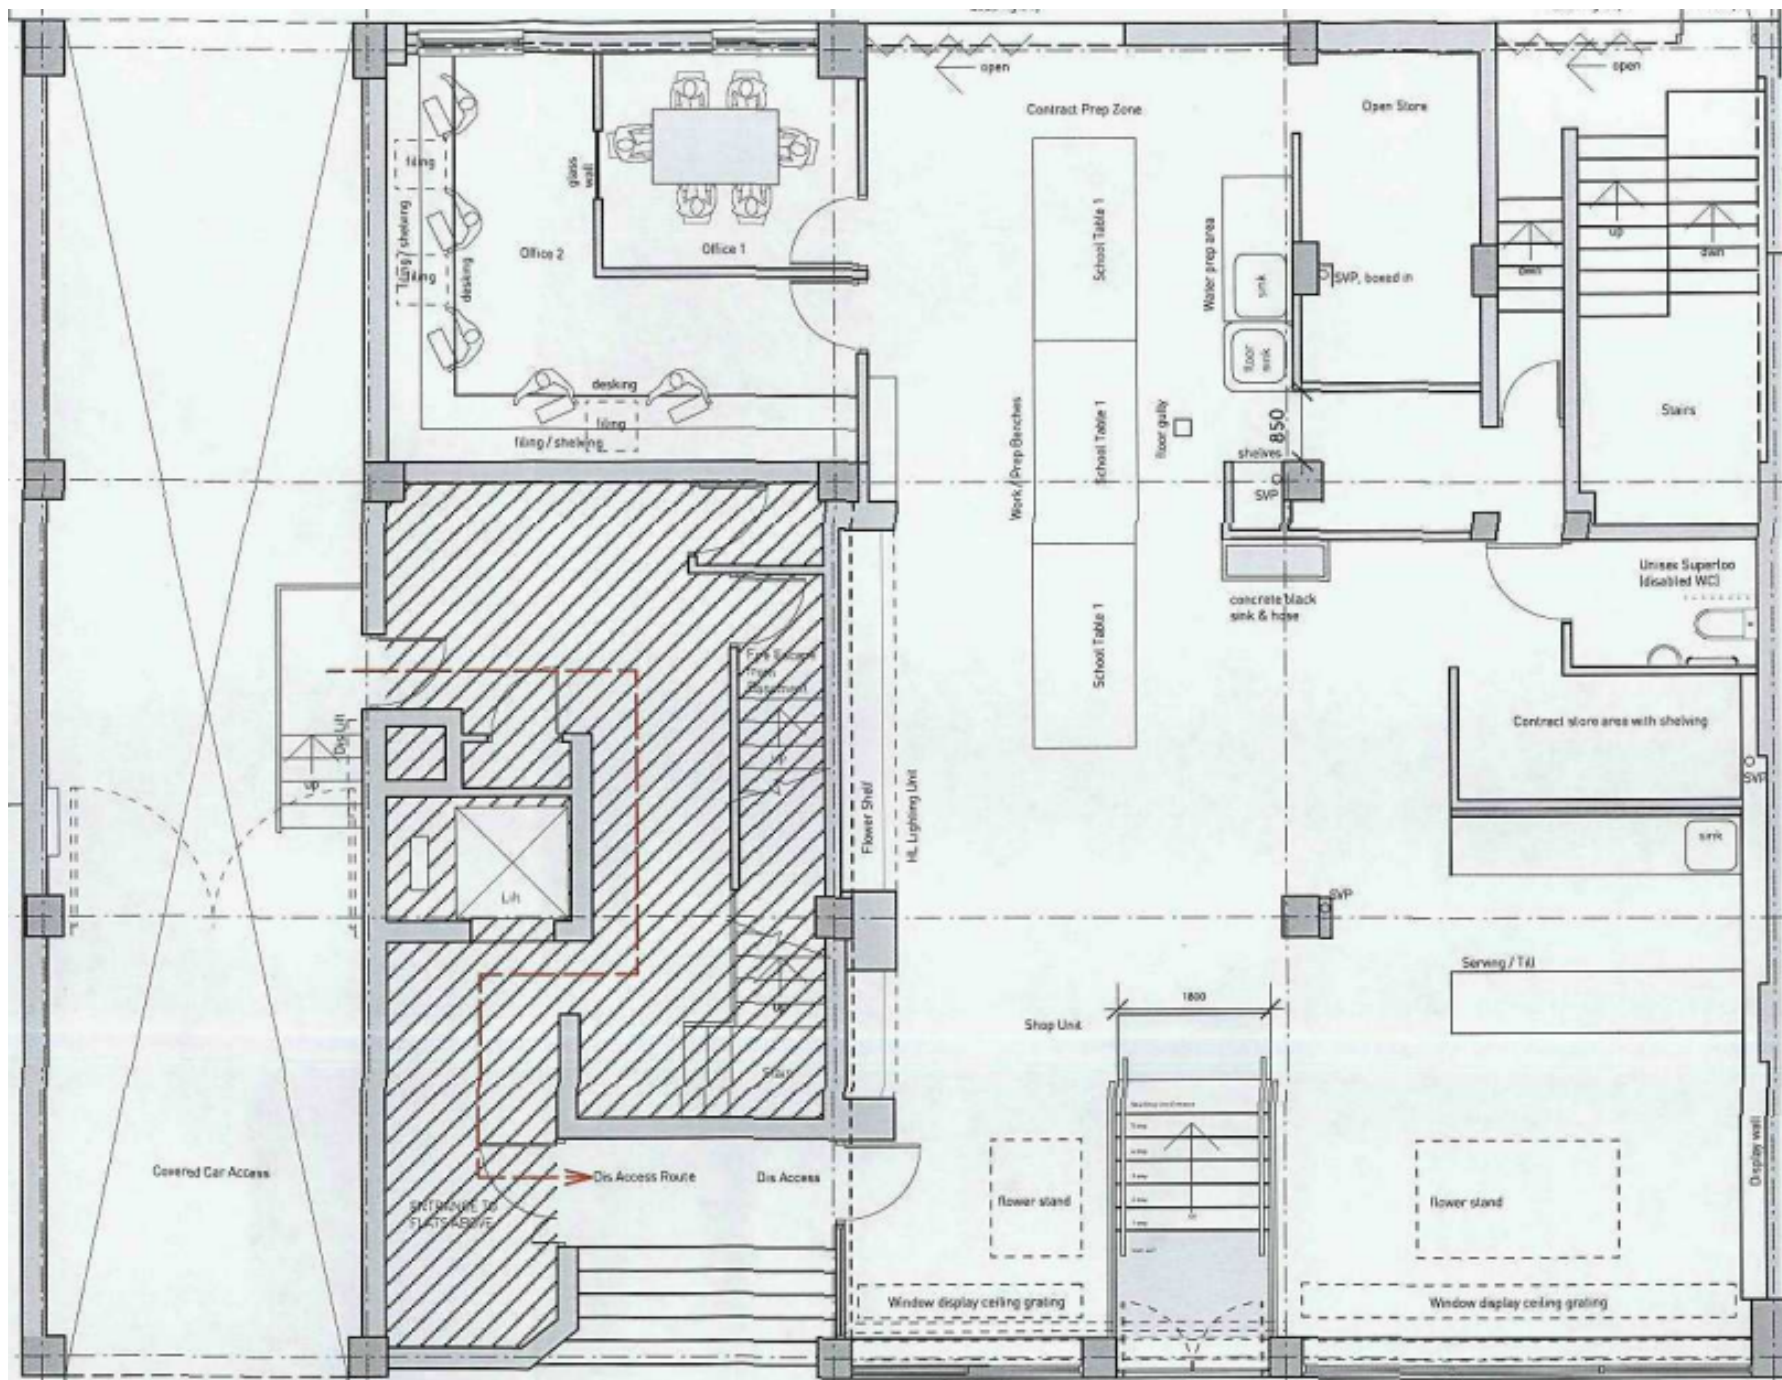 open
open
Contract Prep Zone
Open Store
filing
glass
wall
School Table 1
Water prep area
up
dwn
dwn
Office 2
Office 1
filing / shelving
filing
desking
sink
SVP, boxed in
floor
sink
desking
filing
filing / shelving
Work / Prep Benches
School Table 1
floor gully
850
shelves
SVP
Stairs
concrete black
sink & hose
Unisex Superloo
(disabled WC)
School Table 1
Fire Escape
from
Basement
Contract store area with shelving
SVP
Dis Lift
up
up
Flower Shelf
HL Lighting Unit
sink
Lift
SVP
Serving / Till
1800
Shop Unit
up
Stair
Covered Car Access
Dis Access Route
Dis Access
ENTRANCE TO
FLATS ABOVE
flower stand
flower stand
Display wall
Window display ceiling grating
Window display ceiling grating